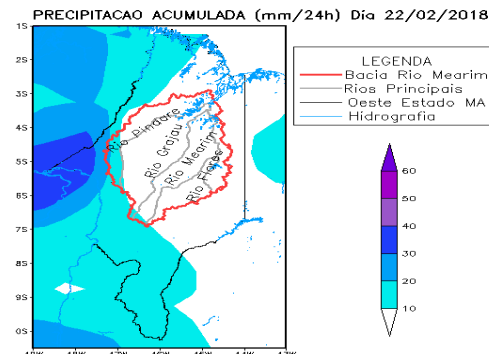 PRECIPITACAO ACUMULADA (mm/24h) Dia 22/02/2018
1S
2S
3S
4S
5S
6S
7S
8S
9S
0S
LEGENDA
Bacia Rio Mearim
Rios Principais
Oeste Estado MA
Hidrografia
Rio Pindare
Rio Grajau
Rio Mearim
Rio Flores
60
50
40
30
20
10